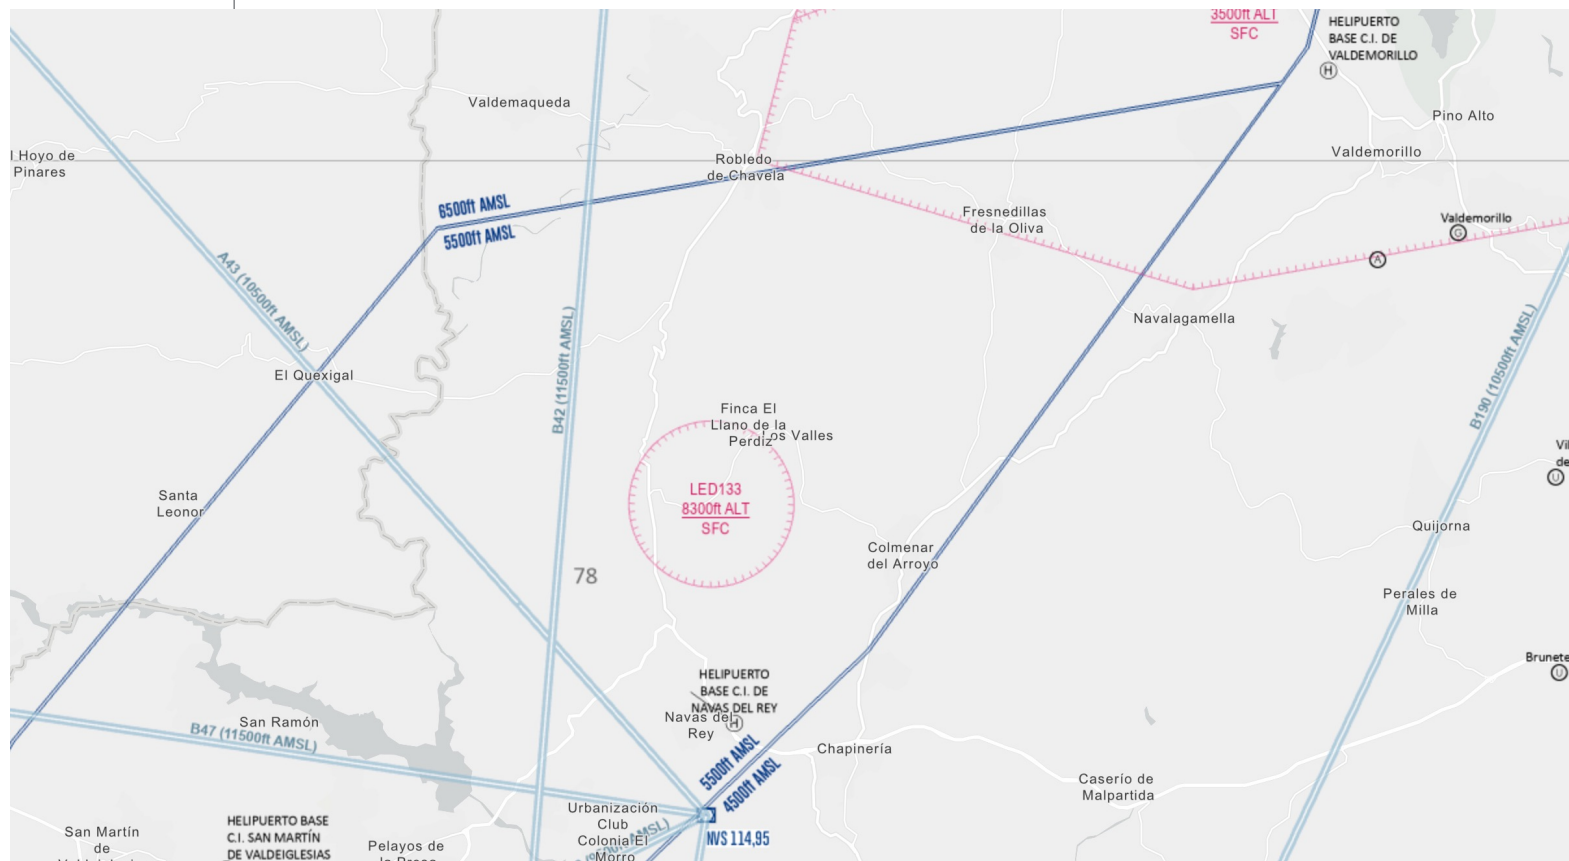 3500ft ALT
SFC
HELIPUERTO
BASE C.I. DE
VALDEMORILLO
H
Valdemaqueda
Pino Alto
l Hoyo de
Pinares
Robledo
de Chavela
Valdemorillo
6500ft AMSL
5500ft AMSL
Fresnedillas
de la Oliva
Valdemorillo
G
A
A43 (10500ft AMSL)
Navalagamella
B42 (11500ft AMSL)
B190 (10500ft AMSL)
El Quexigal
Finca El
Llano de la
Perdiz
Los Valles
Vil
de
U
LED133
8300ft ALT
SFC
Santa
Leonor
Quijorna
Colmenar
del Arroyo
78
Perales de
Milla
Brunete
U
HELIPUERTO
BASE C.I. DE
NAVAS DEL REY
H
Navas del
Rey
San Ramón
B47 (11500ft AMSL)
Chapinería
5500ft AMSL
4500ft AMSL
Caserío de
Malpartida
NVS 114,95
Urbanización
Club
Colonia El
Morro
AMSL)
HELIPUERTO BASE
C.I. SAN MARTÍN
DE VALDEIGLESIAS
San Martín
de
Pelayos de
la Presa